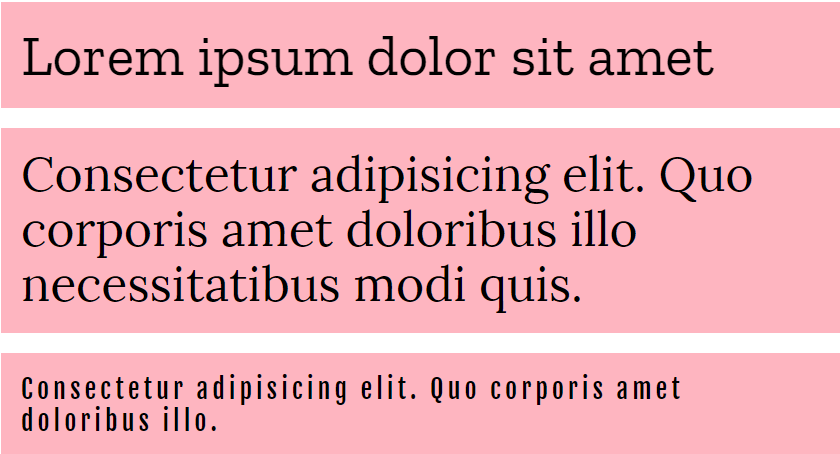 Lorem ipsum dolor sit amet
Consectetur adipisicing elit. Quo
corporis amet doloribus illo
necessitatibus modi quis.
Consectetur adipisicing elit. Quo corporis amet
doloribus illo.